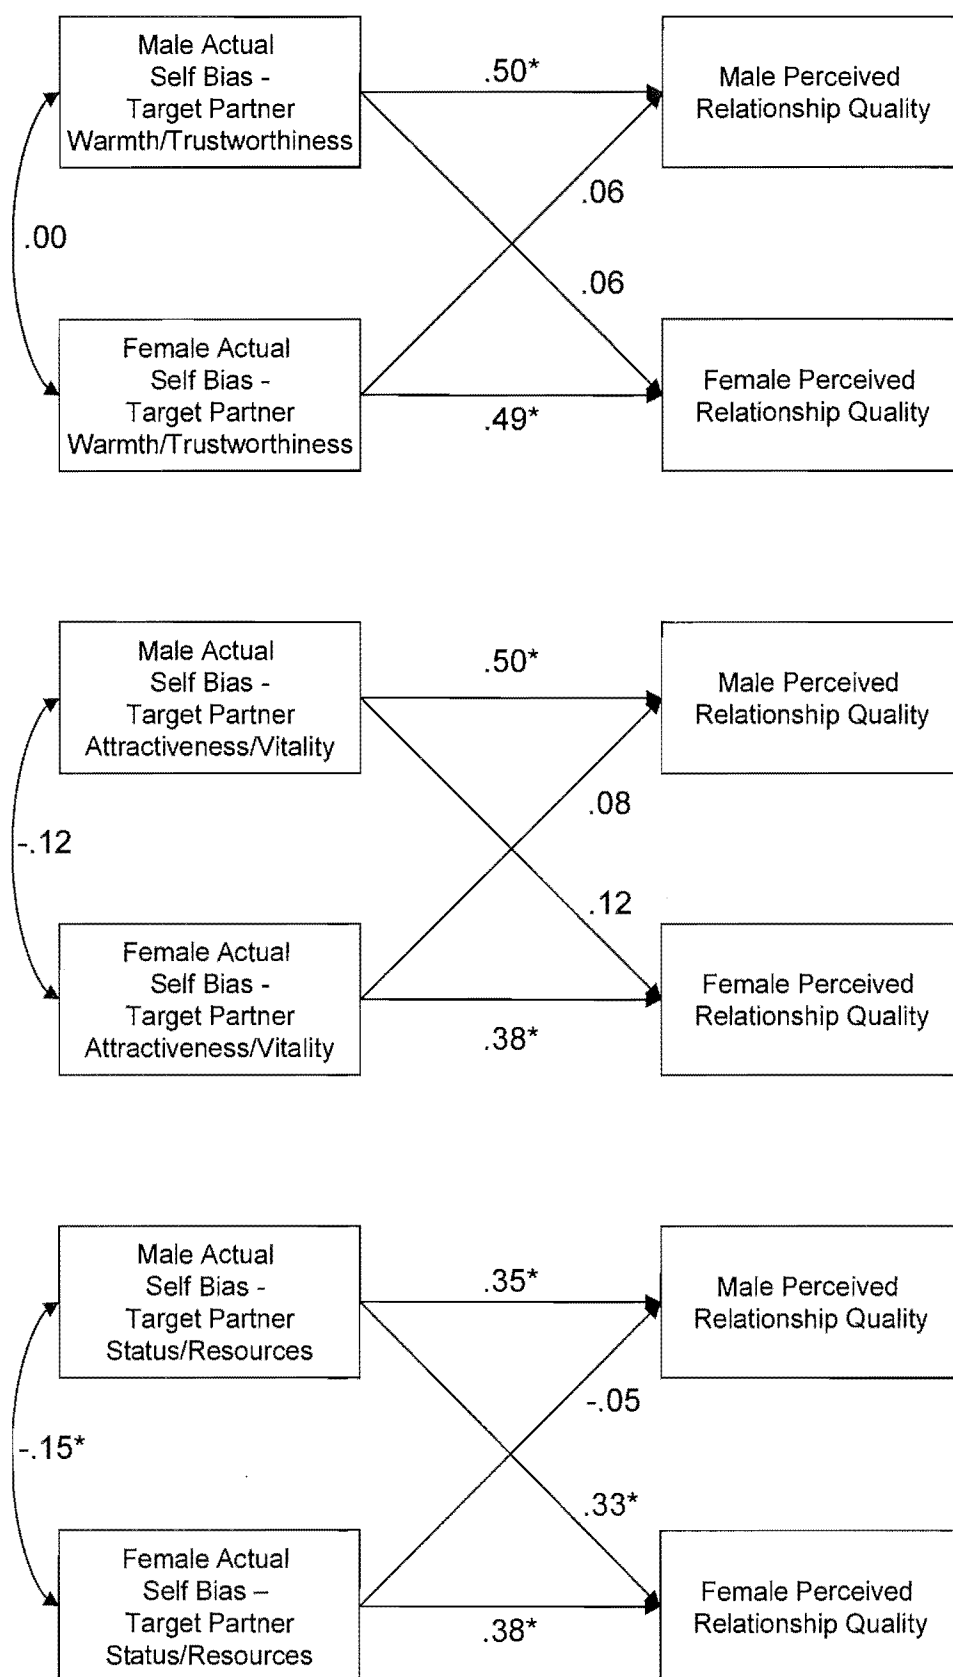 Male Actual
Self Bias -
Target Partner
Warmth/Trustworthiness
.50*
Male Perceived
Relationship Quality
.06
.00
.06
Female Actual
Self Bias -
Target Partner
Warmth/Trustworthiness
.49*
Female Perceived
Relationship Quality
Male Actual
Self Bias -
Target Partner
Attractiveness/Vitality
.50*
Male Perceived
Relationship Quality
.08
-.12
.12
Female Actual
Self Bias -
Target Partner
Attractiveness/Vitality
.38*
Female Perceived
Relationship Quality
Male Actual
Self Bias -
Target Partner
Status/Resources
.35*
Male Perceived
Relationship Quality
-.05
-.15*
.33*
Female Actual
Self Bias –
Target Partner
Status/Resources
.38*
Female Perceived
Relationship Quality